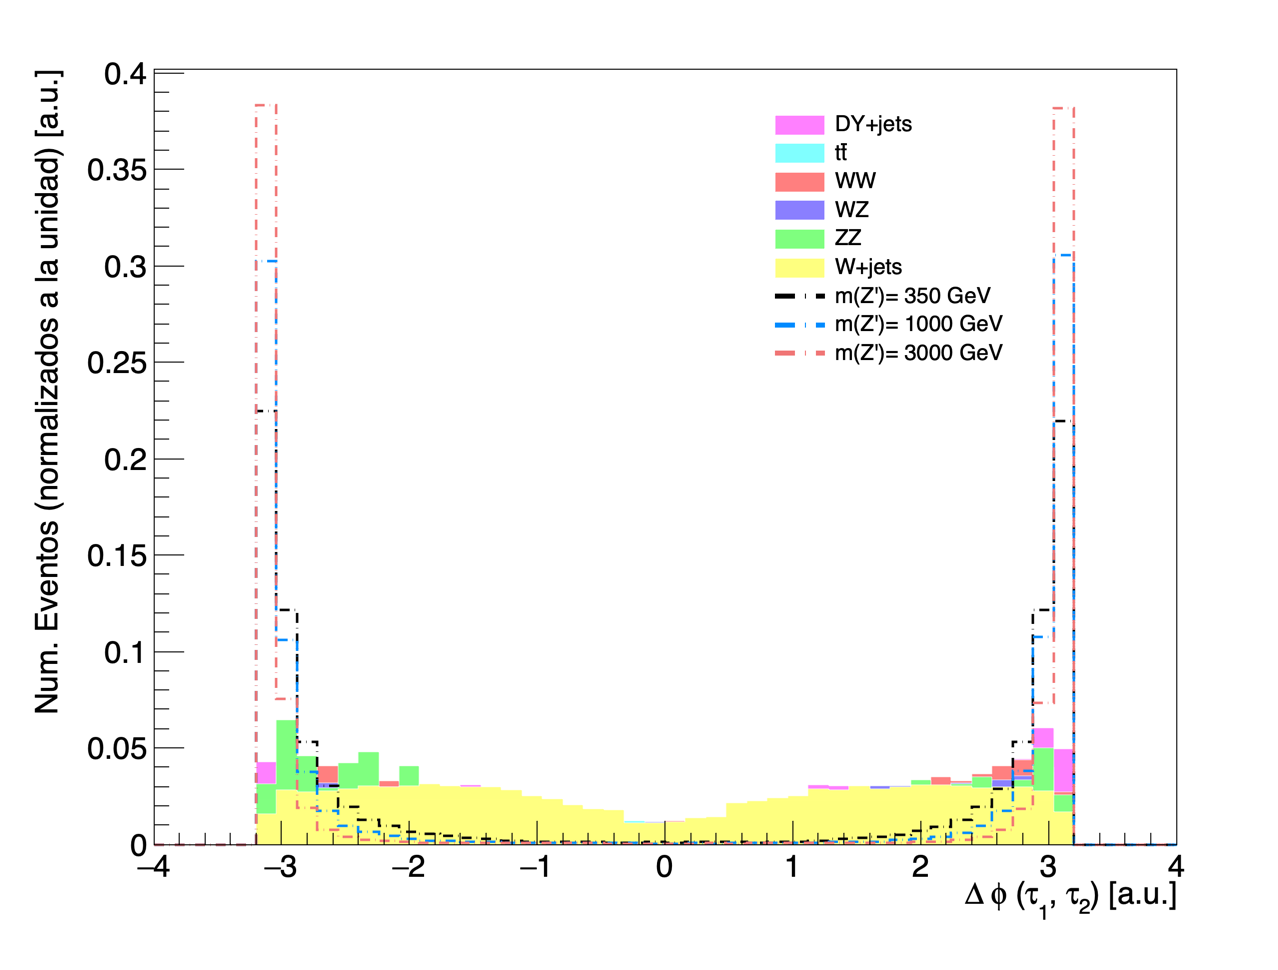 Num. Eventos (normalizados a la unidad) [a.u.]
0.4
0.35
0.3
0.25
0.2
0.15
0.1
0.05
0
DY+jets
tt̄
WW
WZ
ZZ
W+jets
m(Z')= 350 GeV
m(Z')= 1000 GeV
m(Z')= 3000 GeV
−4 −3 −2 −1 0 1 2 3 4
Δ ϕ (τ₁, τ₂) [a.u.]